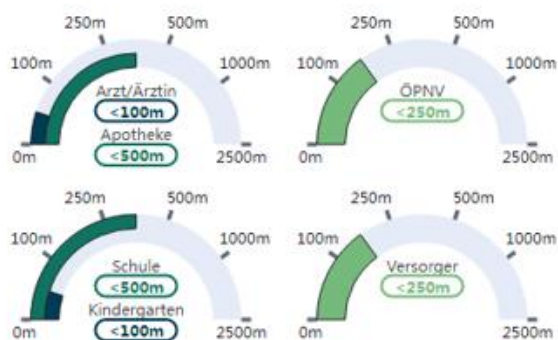 250m
500m
100m
1000m
Arzt/Ärztin
<100m
Apotheke
<500m
0m
2500m
250m
500m
100m
1000m
ÖPNV
<250m
0m
2500m
250m
500m
100m
1000m
Schule
<500m
Kindergarten
<100m
0m
2500m
250m
500m
100m
1000m
Versorger
<250m
0m
2500m